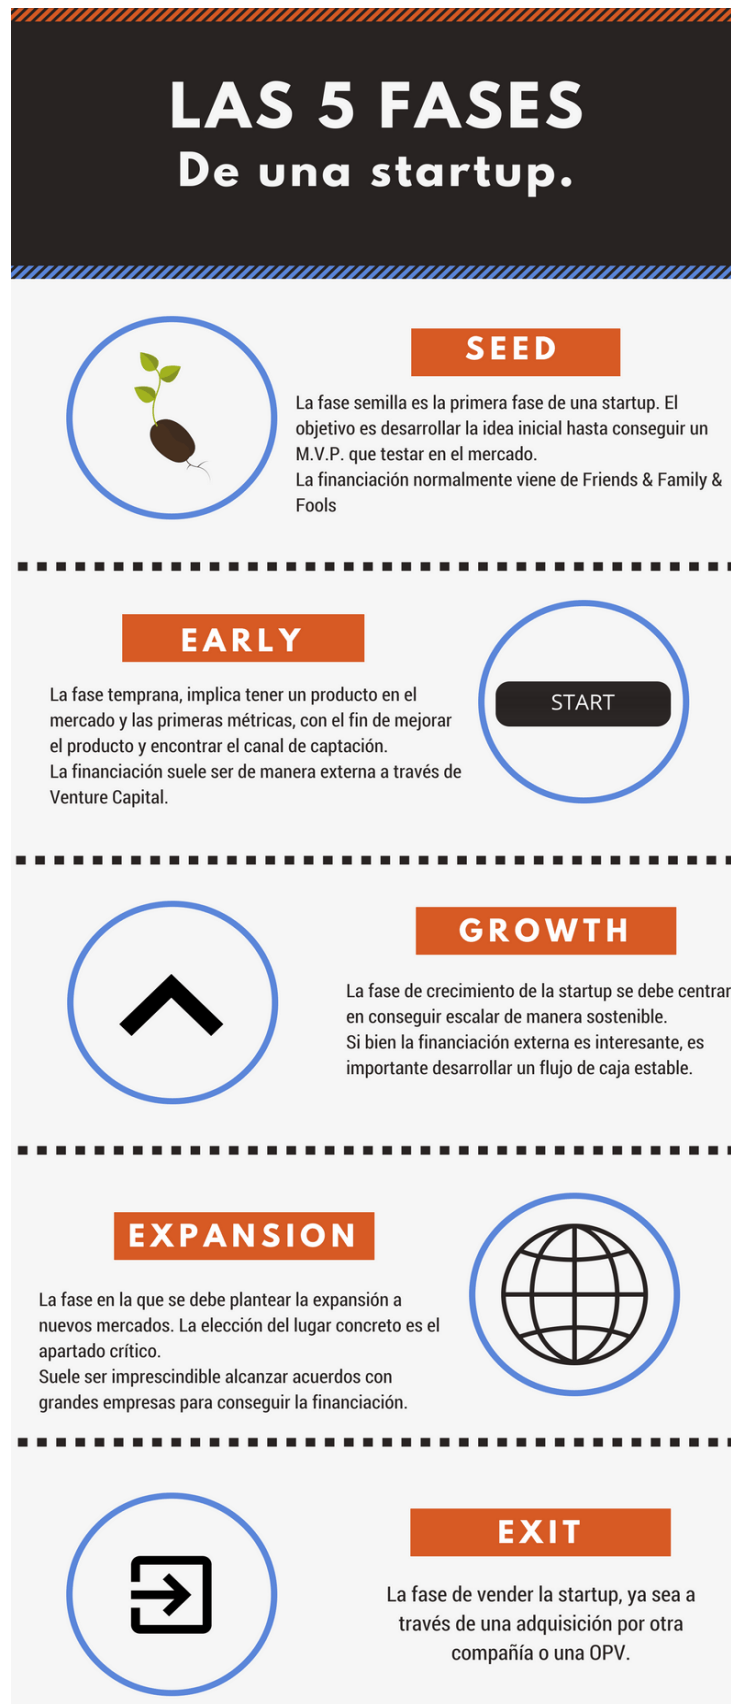 LAS 5 FASES
De una startup.
SEED
La fase semilla es la primera fase de una startup. El
objetivo es desarrollar la idea inicial hasta conseguir un
M.V.P. que testar en el mercado.
La financiación normalmente viene de Friends & Family &
Fools
EARLY
La fase temprana, implica tener un producto en el
mercado y las primeras métricas, con el fin de mejorar
el producto y encontrar el canal de captación.
La financiación suele ser de manera externa a través de
Venture Capital.
START
GROWTH
La fase de crecimiento de la startup se debe centrar
en conseguir escalar de manera sostenible.
Si bien la financiación externa es interesante, es
importante desarrollar un flujo de caja estable.
EXPANSION
La fase en la que se debe plantear la expansión a
nuevos mercados. La elección del lugar concreto es el
apartado crítico.
Suele ser imprescindible alcanzar acuerdos con
grandes empresas para conseguir la financiación.
EXIT
La fase de vender la startup, ya sea a
través de una adquisición por otra
compañía o una OPV.